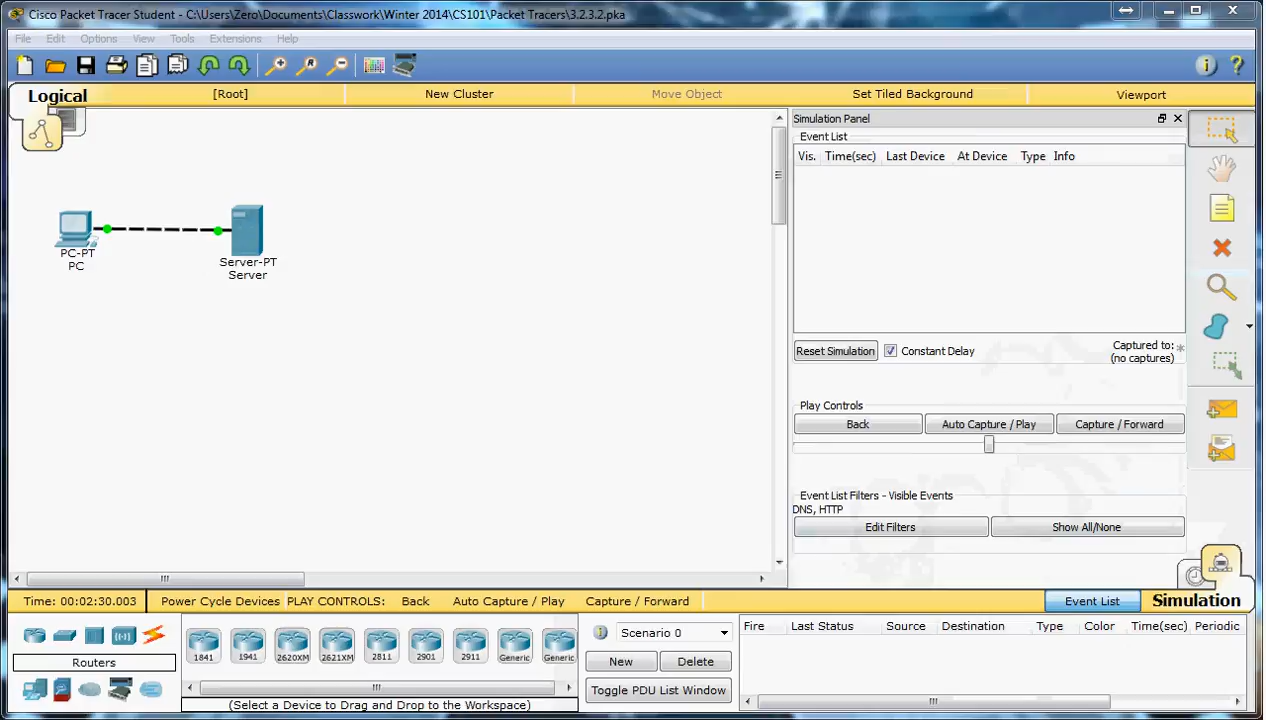 Cisco Packet Tracer Student - C:\Users\Zero\Documents\Classwork\Winter 2014\CS101\Packet Tracers\3.2.3.2.pka
File Edit Options View Tools Extensions Help
Logical [Root] New Cluster Move Object Set Tiled Background Viewport
Simulation Panel
Event List
Vis. Time(sec) Last Device At Device Type Info
PC-PT
PC
Server-PT
Server
Reset Simulation Constant Delay
Captured to:
(no captures)
Play Controls
Back Auto Capture / Play Capture / Forward
Event List Filters - Visible Events
DNS, HTTP
Edit Filters Show All/None
Time: 00:02:30.003 Power Cycle Devices PLAY CONTROLS: Back Auto Capture / Play Capture / Forward Event List Simulation
Routers
1841 1941 2620XM 2621XM 2811 2901 2911 Generic Generic
(Select a Device to Drag and Drop to the Workspace)
Scenario 0
New Delete
Toggle PDU List Window
Fire Last Status Source Destination Type Color Time(sec) Periodic